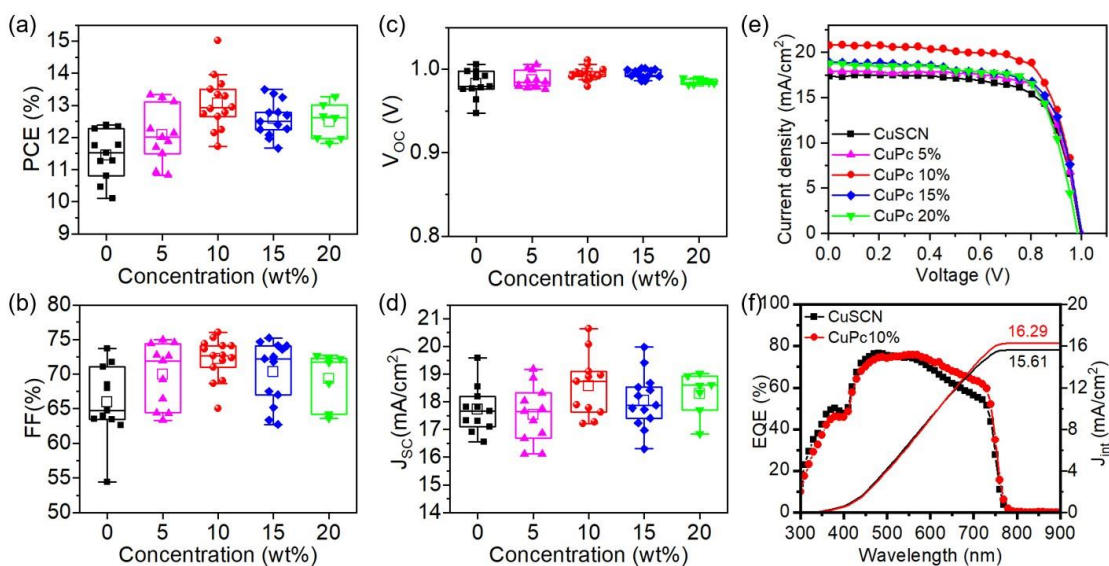 (a)
PCE (%)
15
14
13
12
11
10
9
0 5 10 15 20
Concentration (wt%)
(b)
FF(%)
80
75
70
65
60
55
50
0 5 10 15 20
Concentration (wt%)
(c)
V_OC (V)
1.0
0.9
0.8
0 5 10 15 20
Concentration (wt%)
(d)
J_SC(mA/cm²)
21
20
19
18
17
16
15
14
0 5 10 15 20
Concentration (wt%)
(e)
Current density (mA/cm²)
20
15
10
5
0
CuSCN
CuPc 5%
CuPc 10%
CuPc 15%
CuPc 20%
0.0 0.2 0.4 0.6 0.8 1.0
Voltage (V)
(f)
EQE (%)
100
80
60
40
20
0
CuSCN
CuPc10%
16.29
15.61
20
16
12
8
4
0
J_int (mA/cm²)
300 400 500 600 700 800 900
Wavelength (nm)